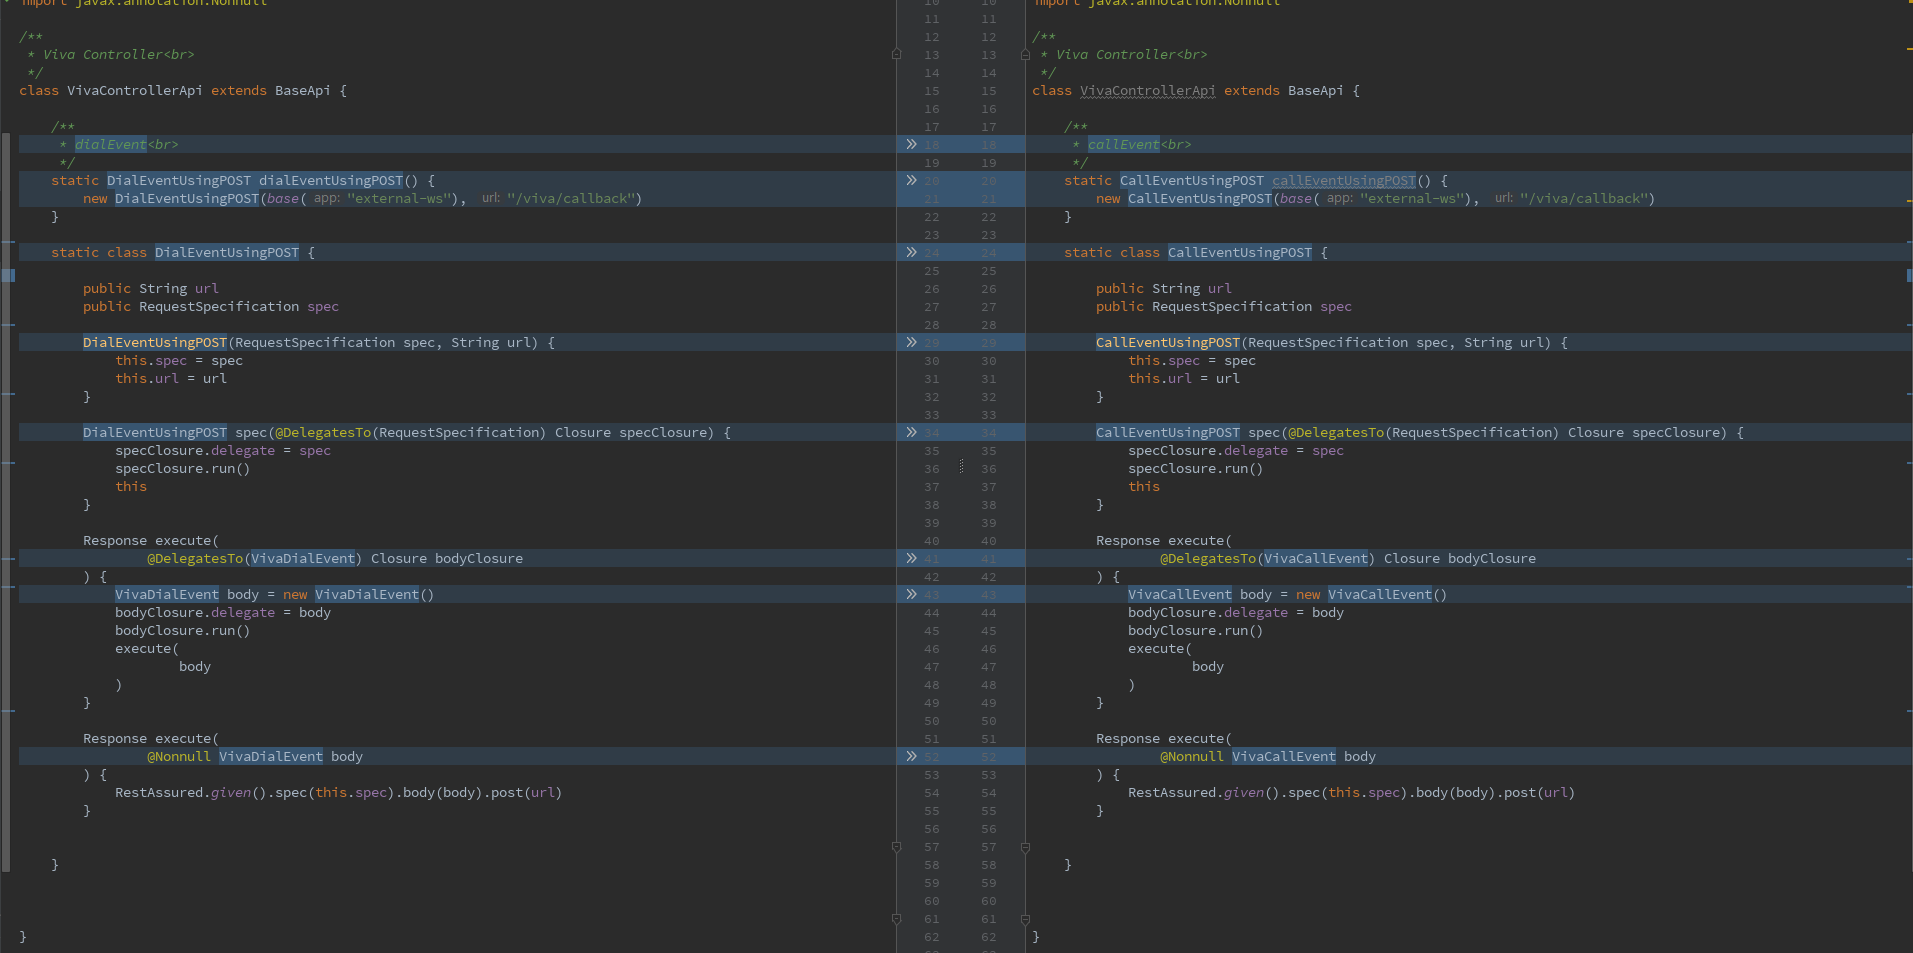 import javax.annotation.Nonnull
/**
 * Viva Controller<br>
 */
class VivaControllerApi extends BaseApi {
/**
 * dialEvent<br>
 */
static DialEventUsingPOST dialEventUsingPOST() {
new DialEventUsingPOST(base( app: "external-ws"), url: "/viva/callback")
}
static class DialEventUsingPOST {
public String url
public RequestSpecification spec
DialEventUsingPOST(RequestSpecification spec, String url) {
this.spec = spec
this.url = url
}
DialEventUsingPOST spec(@DelegatesTo(RequestSpecification) Closure specClosure) {
specClosure.delegate = spec
specClosure.run()
this
}
Response execute(
@DelegatesTo(VivaDialEvent) Closure bodyClosure
) {
VivaDialEvent body = new VivaDialEvent()
bodyClosure.delegate = body
bodyClosure.run()
execute(
body
)
}
Response execute(
@Nonnull VivaDialEvent body
) {
RestAssured.given().spec(this.spec).body(body).post(url)
}
}
}
10 10
11 11
12 12
13 13
14 14
15 15
16 16
17 17
18 18
19 19
20 20
21 21
22 22
23 23
24 24
25 25
26 26
27 27
28 28
29 29
30 30
31 31
32 32
33 33
34 34
35 35
36 36
37 37
38 38
39 39
40 40
41 41
42 42
43 43
44 44
45 45
46 46
47 47
48 48
49 49
50 50
51 51
52 52
53 53
54 54
55 55
56 56
57 57
58 58
59 59
60 60
61 61
62 62
import javax.annotation.Nonnull
/**
 * Viva Controller<br>
 */
class VivaControllerApi extends BaseApi {
/**
 * callEvent<br>
 */
static CallEventUsingPOST callEventUsingPOST() {
new CallEventUsingPOST(base( app: "external-ws"), url: "/viva/callback")
}
static class CallEventUsingPOST {
public String url
public RequestSpecification spec
CallEventUsingPOST(RequestSpecification spec, String url) {
this.spec = spec
this.url = url
}
CallEventUsingPOST spec(@DelegatesTo(RequestSpecification) Closure specClosure) {
specClosure.delegate = spec
specClosure.run()
this
}
Response execute(
@DelegatesTo(VivaCallEvent) Closure bodyClosure
) {
VivaCallEvent body = new VivaCallEvent()
bodyClosure.delegate = body
bodyClosure.run()
execute(
body
)
}
Response execute(
@Nonnull VivaCallEvent body
) {
RestAssured.given().spec(this.spec).body(body).post(url)
}
}
}